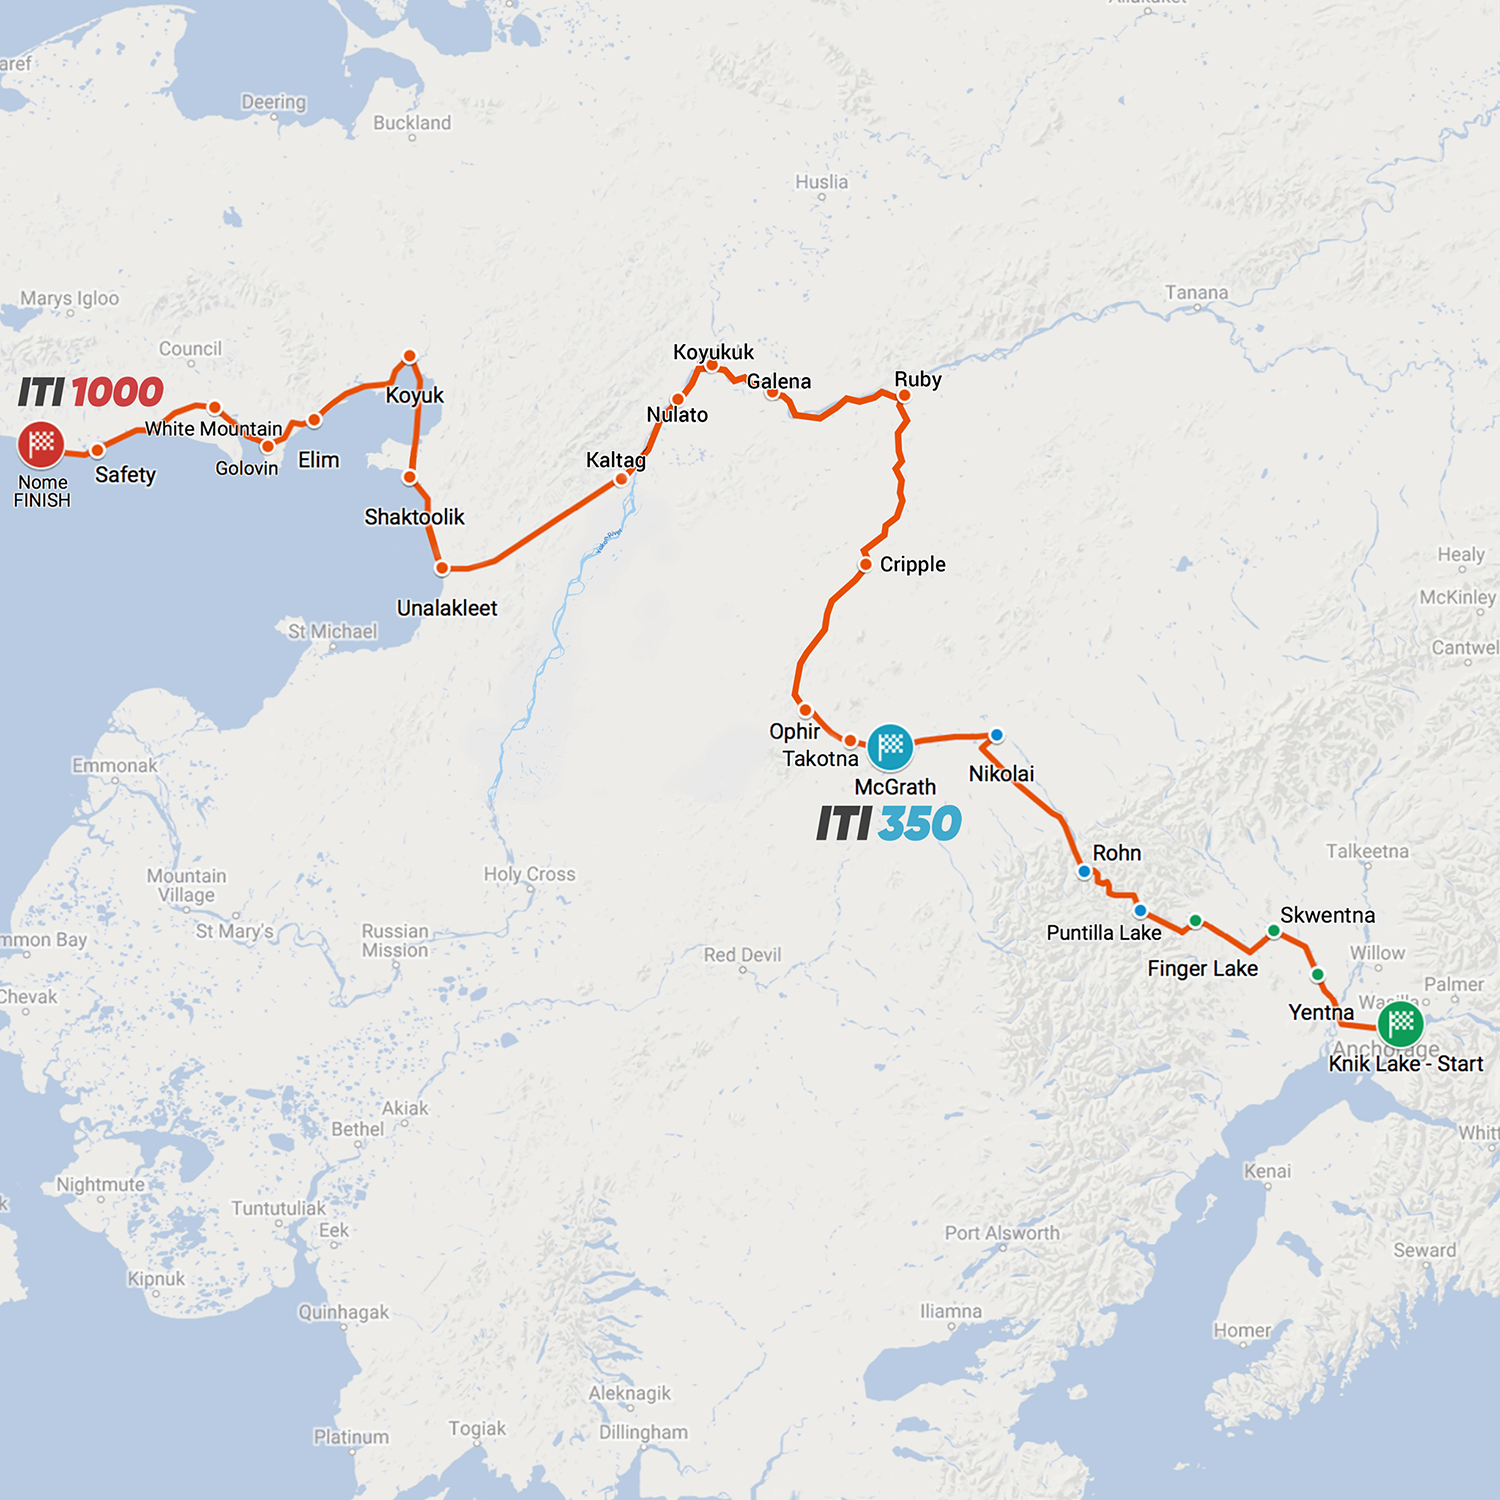 Allakaket
Deering
Buckland
Huslia
Marys Igloo
Tanana
Council
Koyukuk
Galena
Ruby
ITI 1000
Koyuk
White Mountain
Nulato
Golovin
Elim
Kaltag
Safety
Nome
FINISH
Shaktoolik
Yukon River
Healy
Cripple
McKinley
Unalakleet
St Michael
Cantwel
Ophir
Takotna
McGrath
ITI 350
Nikolai
Emmonak
Rohn
Talkeetna
Mountain
Village
Holy Cross
Skwentna
St Mary's
Russian
Mission
Puntilla Lake
mmon Bay
Red Devil
Willow
Finger Lake
Palmer
Chevak
Yentna
Wasilla
Anchorage
Knik Lake - Start
Akiak
Bethel
Whitt
Kenai
Nightmute
Tuntutuliak
Eek
Port Alsworth
Seward
Kipnuk
Quinhagak
Iliamna
Homer
Aleknagik
Togiak
Dillingham
Platinum